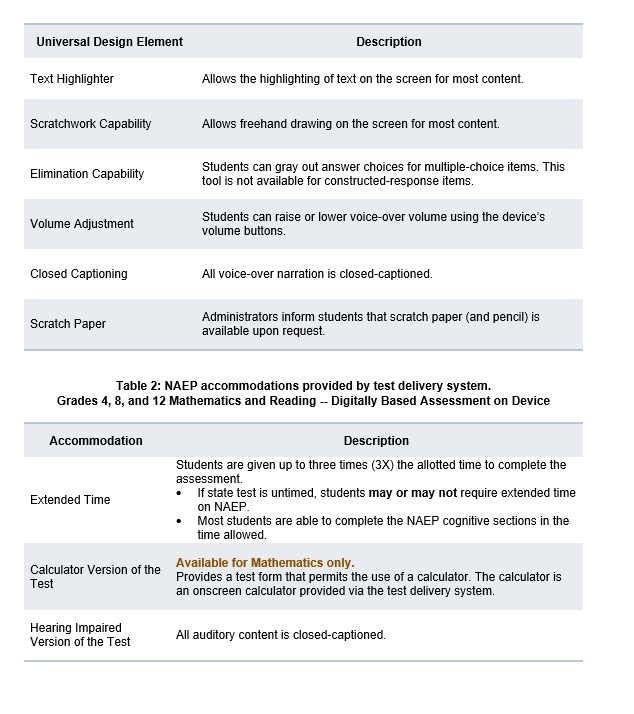 Universal Design Element Description
Text Highlighter Allows the highlighting of text on the screen for most content.
Scratchwork Capability Allows freehand drawing on the screen for most content.
Elimination Capability Students can gray out answer choices for multiple-choice items. This
tool is not available for constructed-response items.
Volume Adjustment Students can raise or lower voice-over volume using the device's
volume buttons.
Closed Captioning All voice-over narration is closed-captioned.
Scratch Paper Administrators inform students that scratch paper (and pencil) is
available upon request.
Table 2: NAEP accommodations provided by test delivery system.
Grades 4, 8, and 12 Mathematics and Reading -- Digitally Based Assessment on Device
Accommodation Description
Extended Time Students are given up to three times (3X) the allotted time to complete the
assessment.
• If state test is untimed, students may or may not require extended time
on NAEP.
• Most students are able to complete the NAEP cognitive sections in the
time allowed.
Calculator Version of the
Test
Available for Mathematics only.
Provides a test form that permits the use of a calculator. The calculator is
an onscreen calculator provided via the test delivery system.
Hearing Impaired
Version of the Test
All auditory content is closed-captioned.